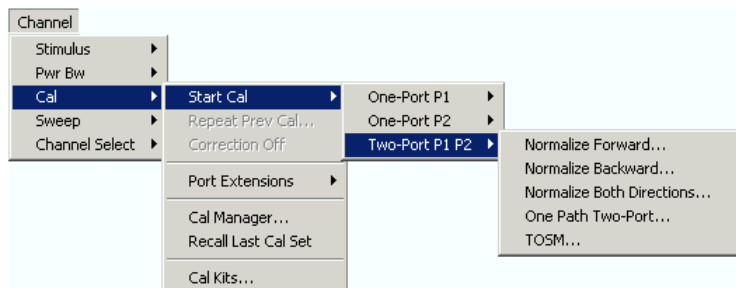 Channel
Stimulus
Pwr Bw
Cal
Sweep
Channel Select
Start Cal
Repeat Prev Cal...
Correction Off
Port Extensions
Cal Manager...
Recall Last Cal Set
Cal Kits...
One-Port P1
One-Port P2
Two-Port P1 P2
Normalize Forward...
Normalize Backward...
Normalize Both Directions...
One Path Two-Port...
TOSM...